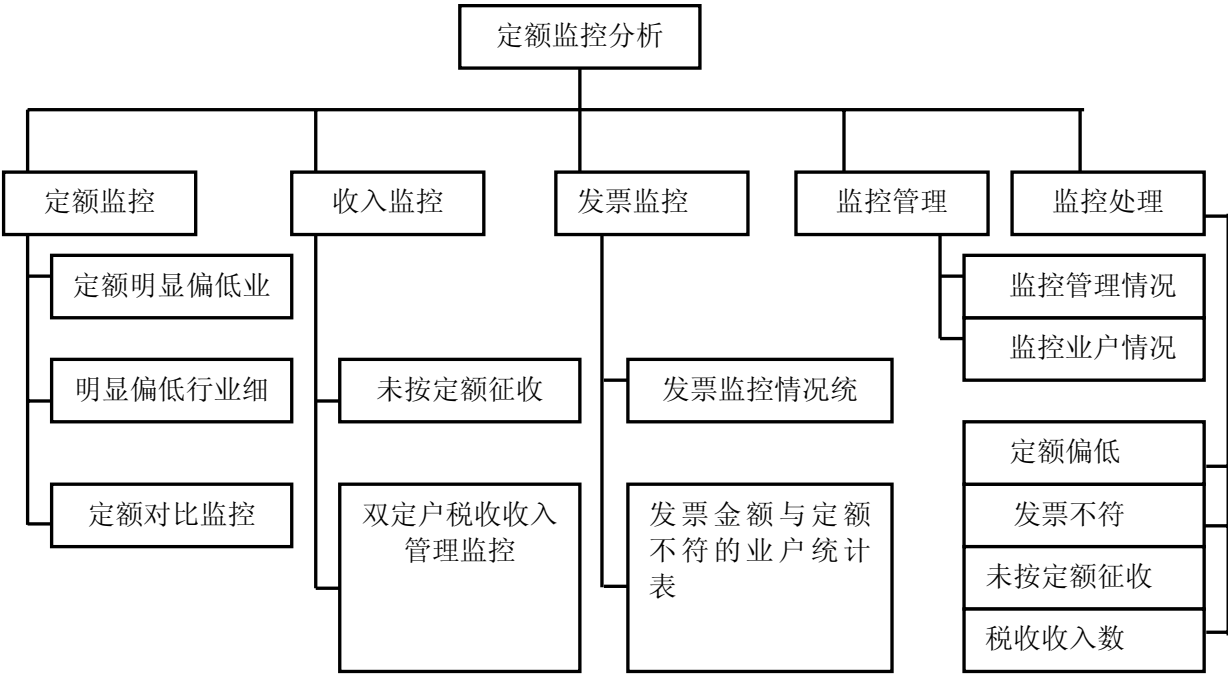 定额监控分析
定额监控
收入监控
发票监控
监控管理
监控处理
定额明显偏低业
明显偏低行业细
定额对比监控
未按定额征收
双定户税收收入
管理监控
发票监控情况统
发票金额与定额
不符的业户统计
表
监控管理情况
监控业户情况
定额偏低
发票不符
未按定额征收
税收收入数